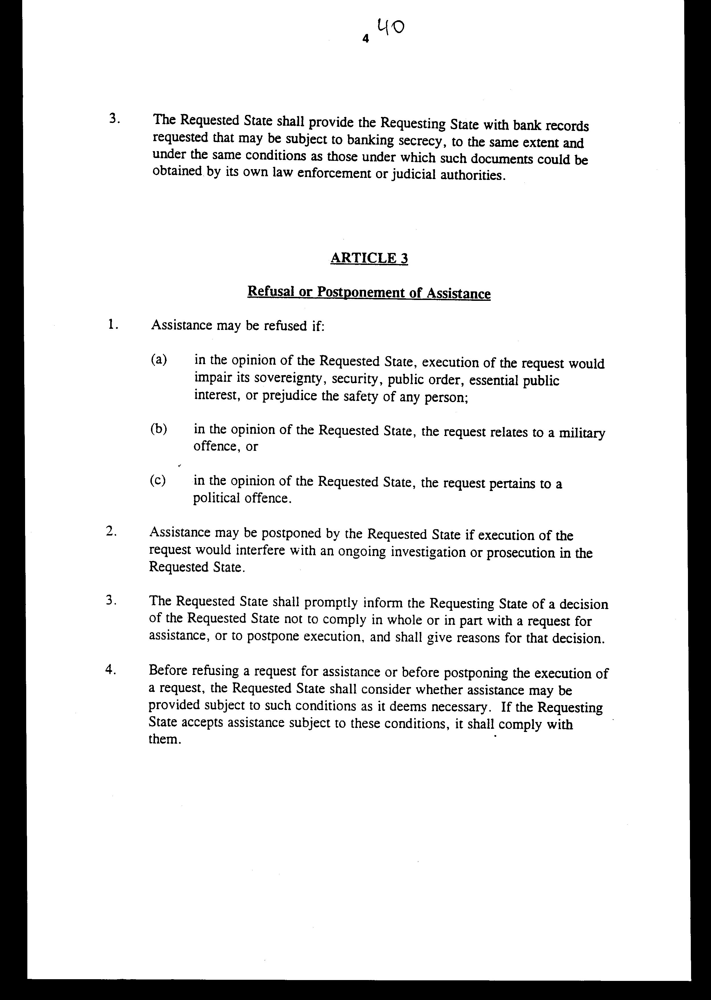 40
4
3. The Requested State shall provide the Requesting State with bank records
requested that may be subject to banking secrecy, to the same extent and
under the same conditions as those under which such documents could be
obtained by its own law enforcement or judicial authorities.
ARTICLE 3
Refusal or Postponement of Assistance
1. Assistance may be refused if:
(a) in the opinion of the Requested State, execution of the request would
impair its sovereignty, security, public order, essential public
interest, or prejudice the safety of any person;
(b) in the opinion of the Requested State, the request relates to a military
offence, or
(c) in the opinion of the Requested State, the request pertains to a
political offence.
2. Assistance may be postponed by the Requested State if execution of the
request would interfere with an ongoing investigation or prosecution in the
Requested State.
3. The Requested State shall promptly inform the Requesting State of a decision
of the Requested State not to comply in whole or in part with a request for
assistance, or to postpone execution, and shall give reasons for that decision.
4. Before refusing a request for assistance or before postponing the execution of
a request, the Requested State shall consider whether assistance may be
provided subject to such conditions as it deems necessary. If the Requesting
State accepts assistance subject to these conditions, it shall comply with
them.